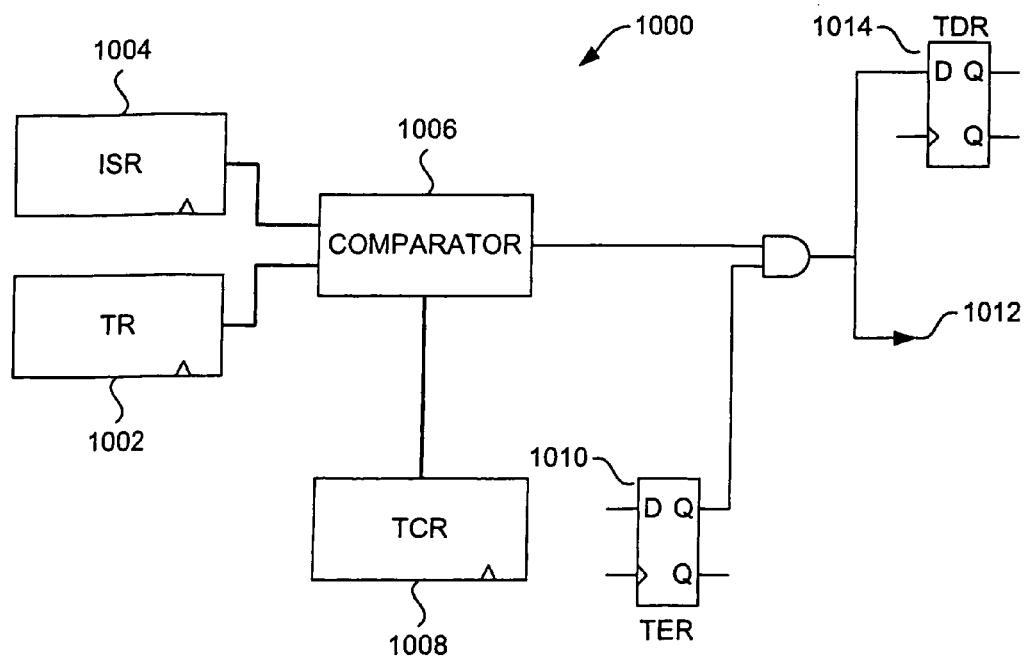 1000
1014
TDR
D Q
Q
1004
ISR
1006
COMPARATOR
TR
1002
1012
1010
D Q
Q
TER
TCR
1008